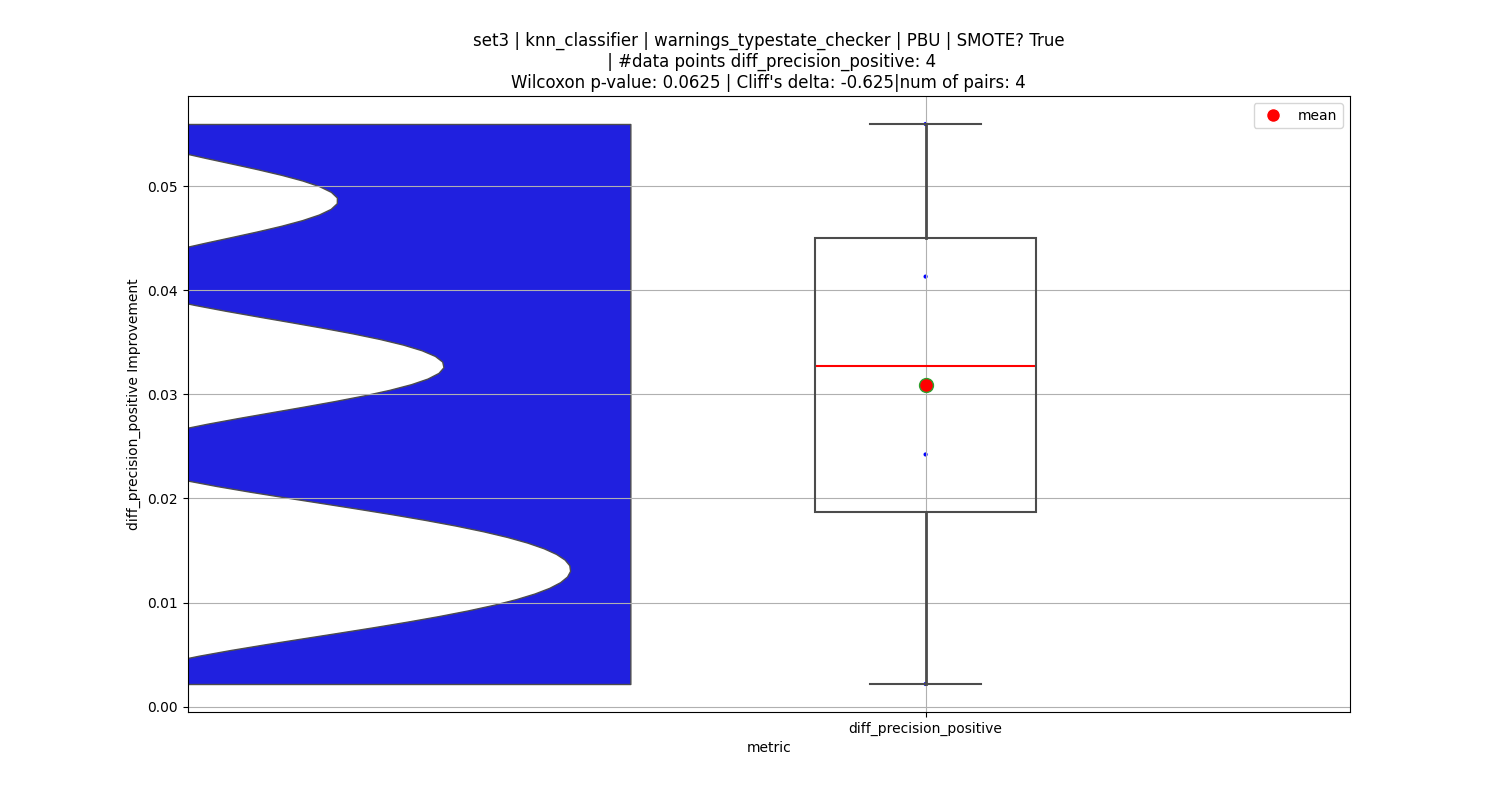 set3 | knn_classifier | warnings_typestate_checker | PBU | SMOTE? True
| #data points diff_precision_positive: 4
Wilcoxon p-value: 0.0625 | Cliff's delta: -0.625|num of pairs: 4
mean
0.05
0.04
0.03
0.02
0.01
0.00
diff_precision_positive Improvement
diff_precision_positive
metric